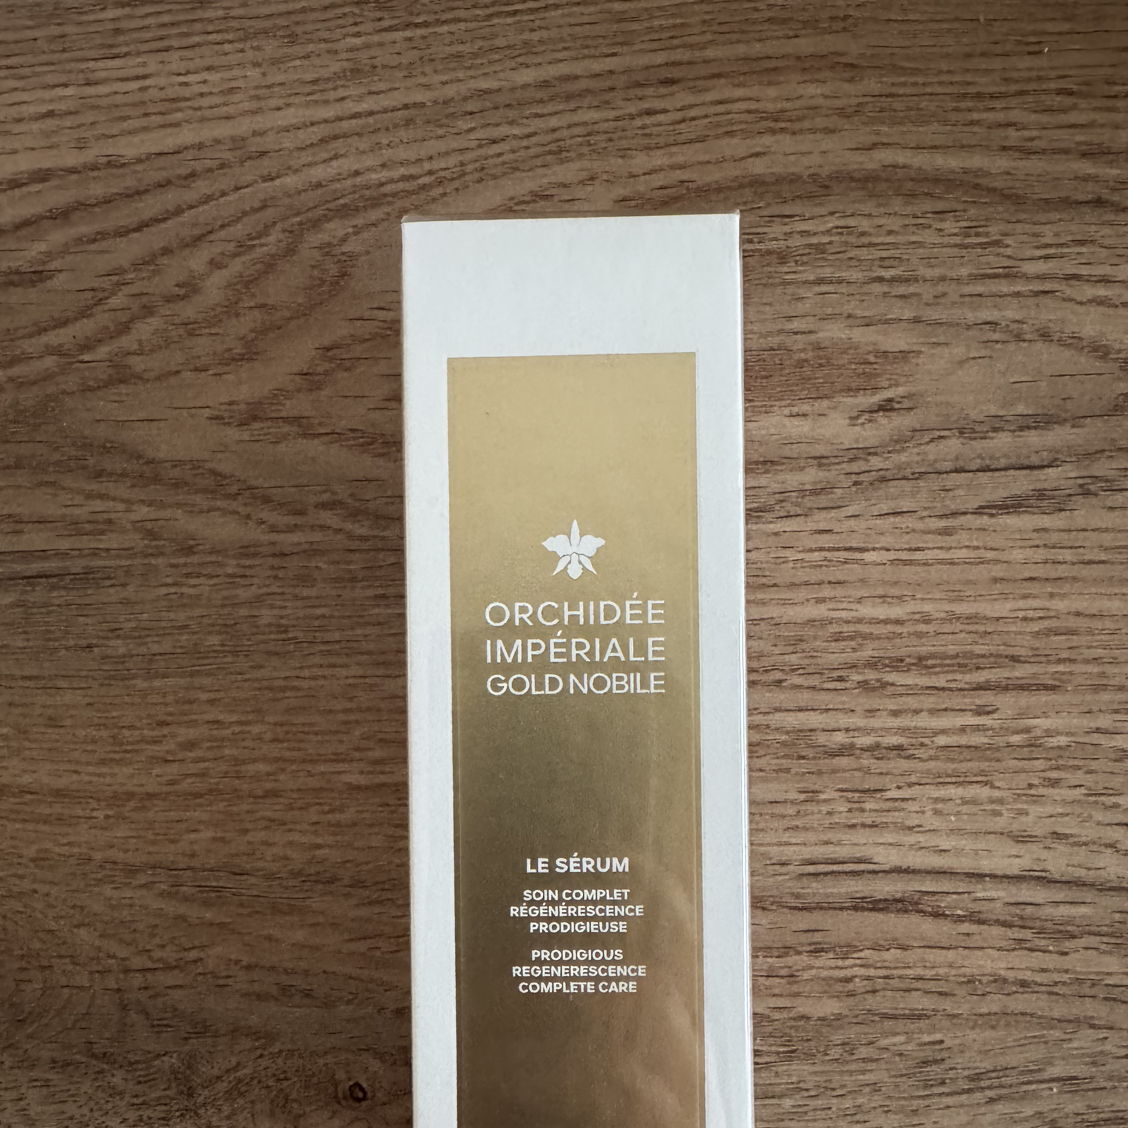 ORCHIDÉE
IMPÉRIALE
GOLD NOBILE
LE SÉRUM
SOIN COMPLET
RÉGÉNÉRESCENCE
PRODIGIEUSE
PRODIGIOUS
REGENERESCENCE
COMPLETE CARE